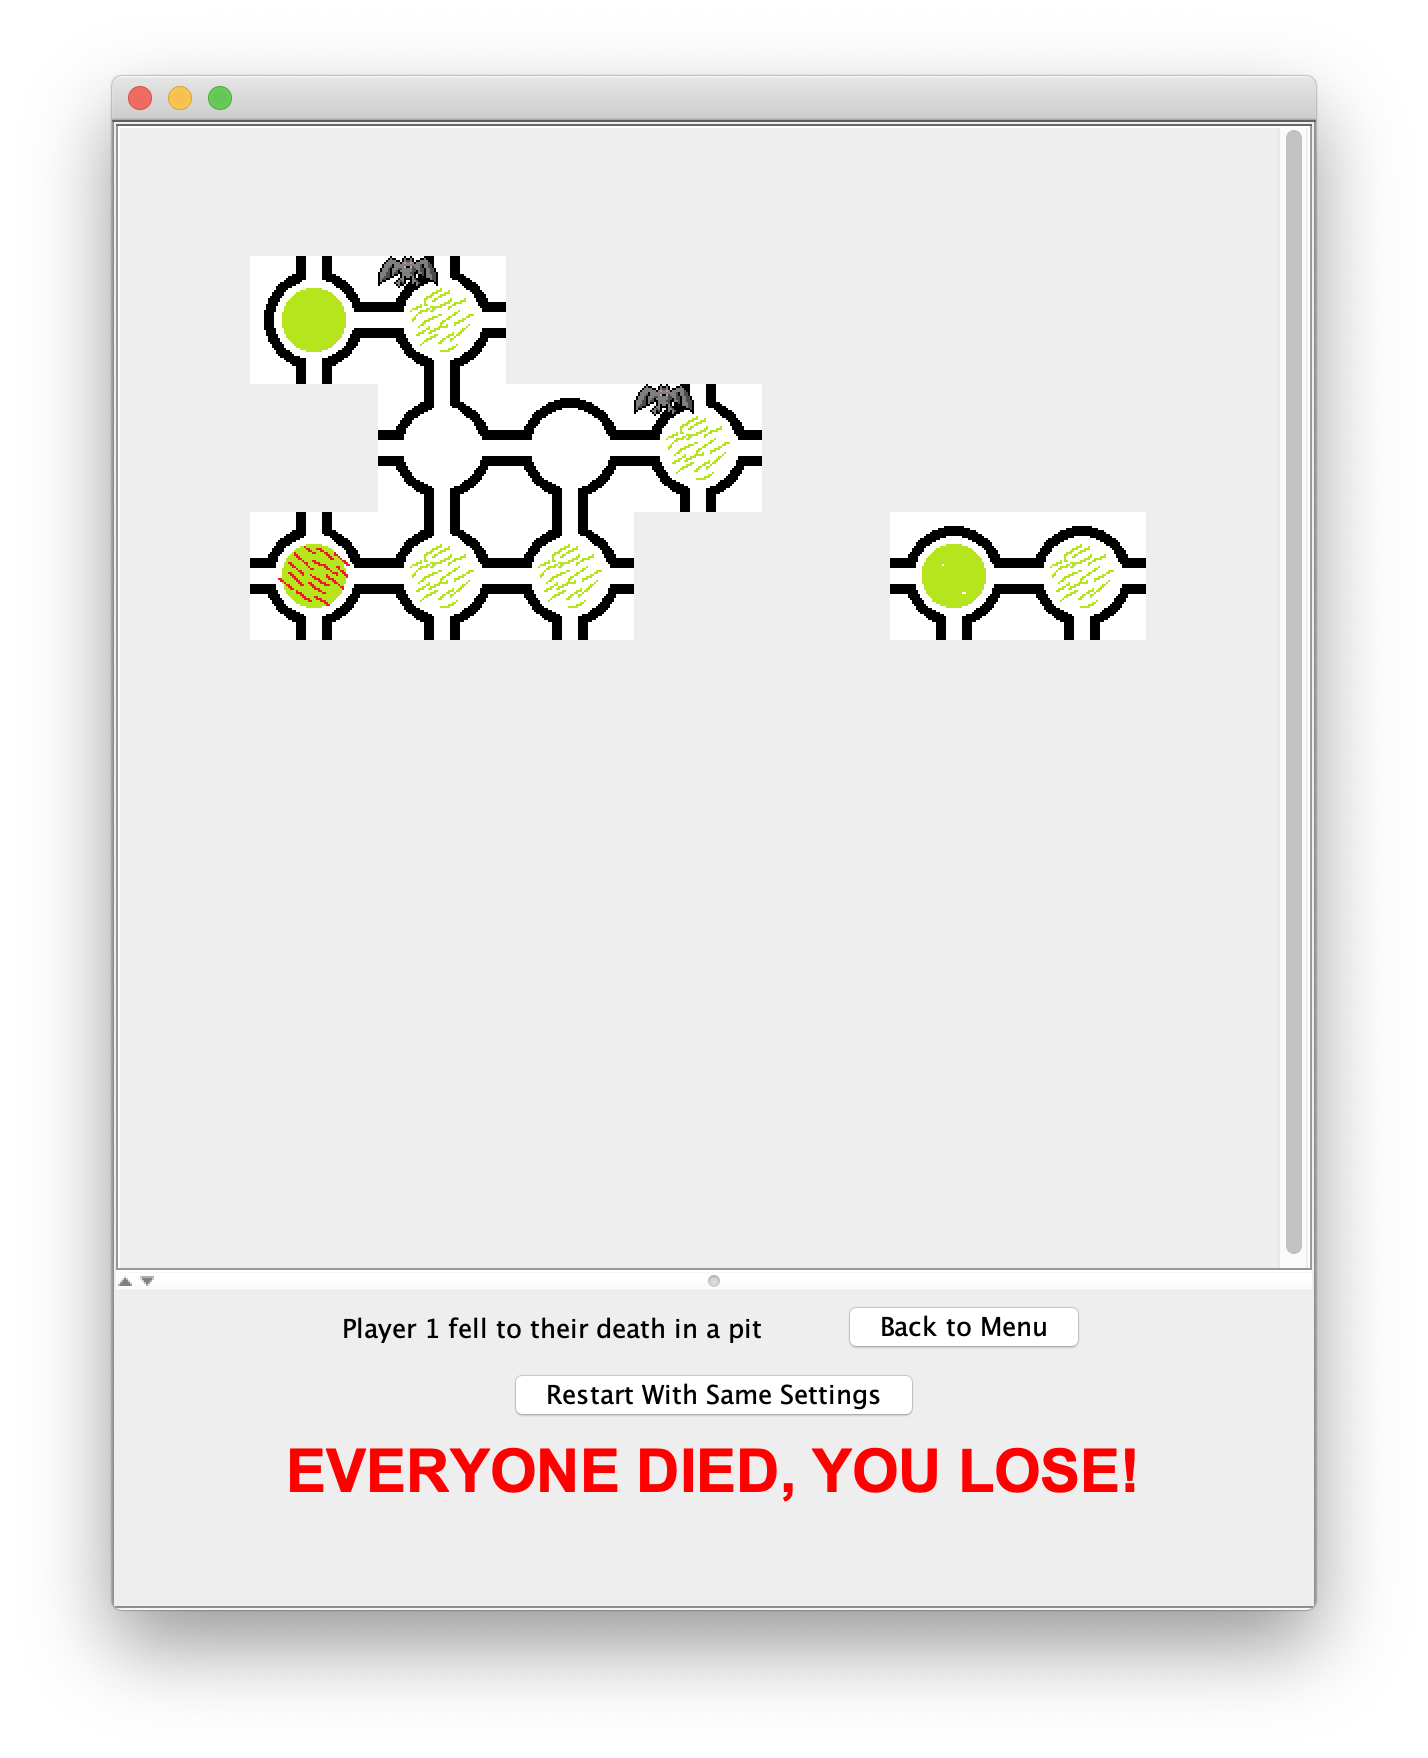 Player 1 fell to their death in a pit
Back to Menu
Restart With Same Settings
EVERYONE DIED, YOU LOSE!